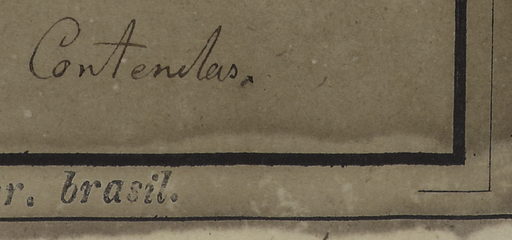 Contendas.
r. brasil.